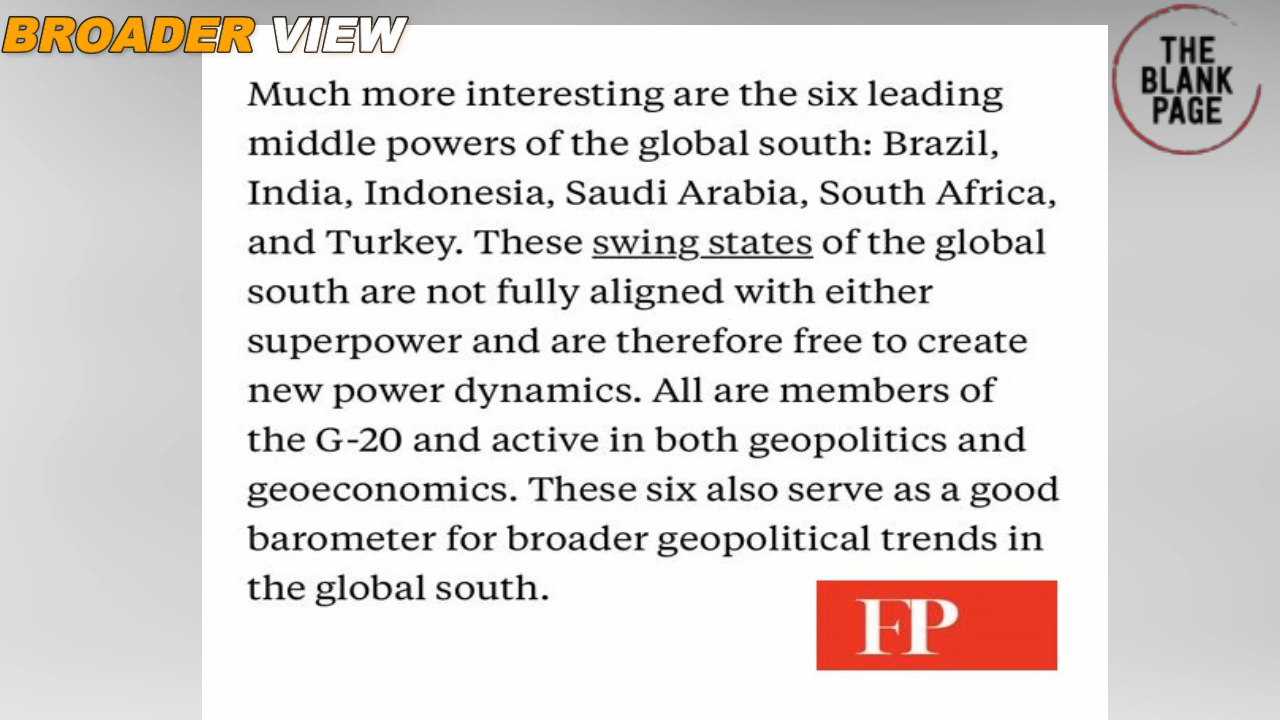 BROADER VIEW
THE
BLANK
PAGE
Much more interesting are the six leading
middle powers of the global south: Brazil,
India, Indonesia, Saudi Arabia, South Africa,
and Turkey. These swing states of the global
south are not fully aligned with either
superpower and are therefore free to create
new power dynamics. All are members of
the G-20 and active in both geopolitics and
geoeconomics. These six also serve as a good
barometer for broader geopolitical trends in
the global south.
FP